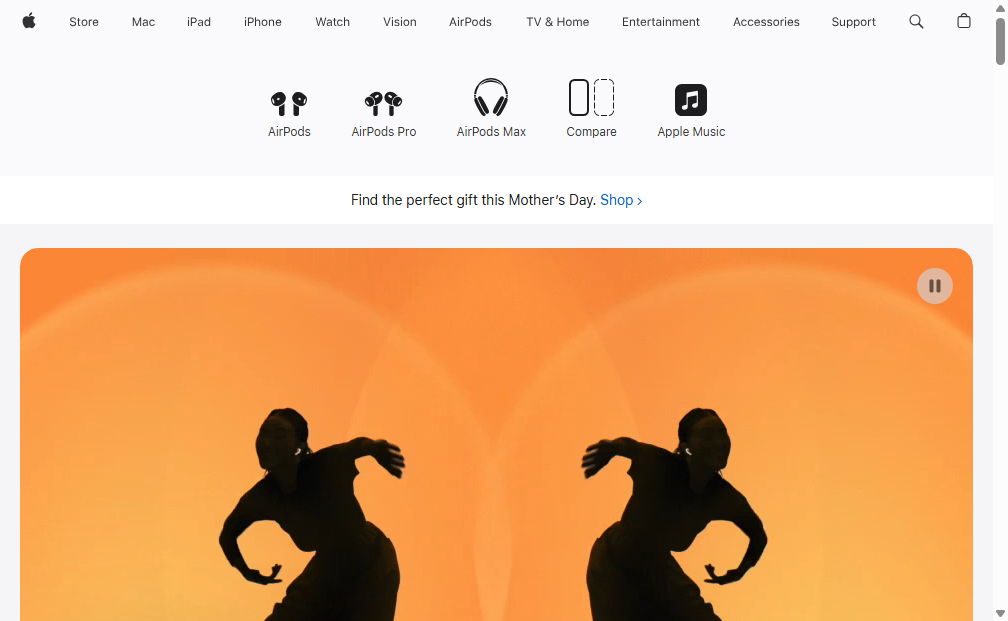 Store Mac iPad iPhone Watch Vision AirPods TV & Home Entertainment Accessories Support
AirPods AirPods Pro AirPods Max Compare Apple Music
Find the perfect gift this Mother's Day. Shop >